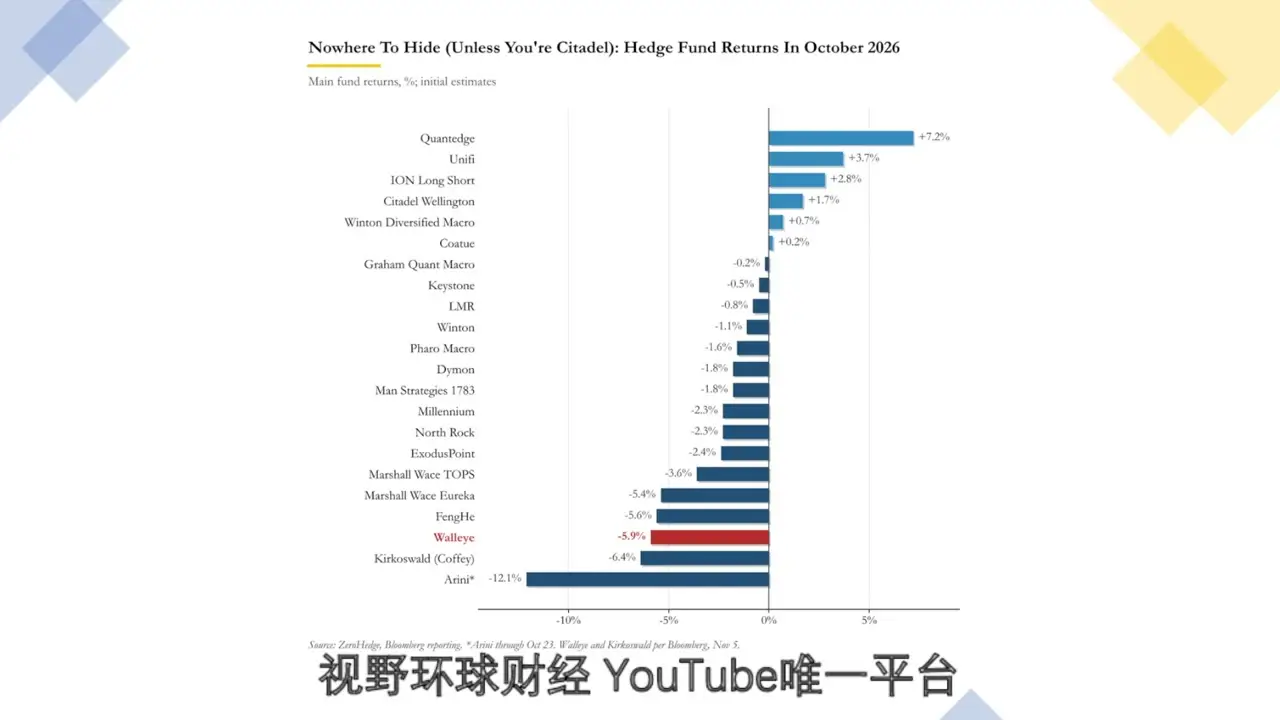 Nowhere To Hide (Unless You're Citadel): Hedge Fund Returns In October 2026
Main fund returns, %; initial estimates
Quantedge +7.2%
Unifi +3.7%
ION Long Short +2.8%
Citadel Wellington +1.7%
Winton Diversified Macro +0.7%
Coatue +0.2%
Graham Quant Macro -0.2%
Keystone -0.5%
LMR -0.8%
Winton -1.1%
Pharo Macro -1.6%
Dymon -1.8%
Man Strategies 1783 -1.8%
Millennium -2.3%
North Rock -2.3%
ExodusPoint -2.4%
Marshall Wace TOPS -3.6%
Marshall Wace Eureka -5.4%
FengHe -5.6%
Walleye -5.9%
Kirkoswald (Coffey) -6.4%
Arini* -12.1%
-10% -5% 0% 5%
Source: ZeroHedge, Bloomberg reporting. *Arini through Oct 23. Walleye and Kirkoswald per Bloomberg, Nov 5.
视野环球财经 YouTube唯一平台